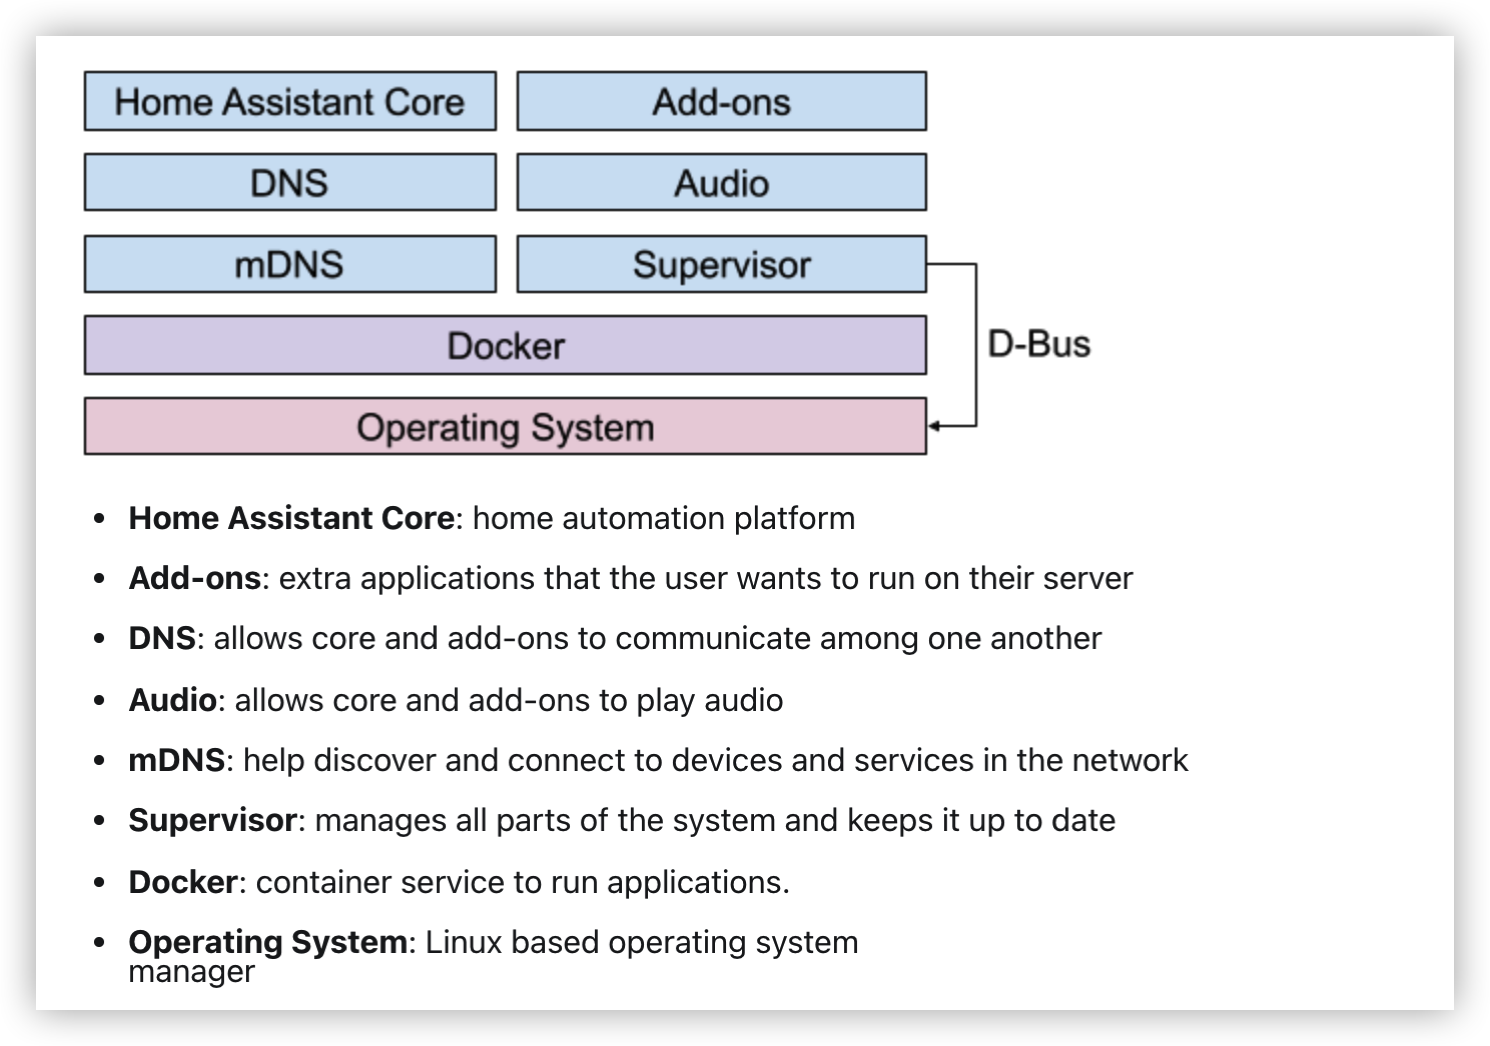 Home Assistant Core
Add-ons
DNS
Audio
mDNS
Supervisor
Docker
D-Bus
Operating System
• Home Assistant Core: home automation platform
• Add-ons: extra applications that the user wants to run on their server
• DNS: allows core and add-ons to communicate among one another
• Audio: allows core and add-ons to play audio
• mDNS: help discover and connect to devices and services in the network
• Supervisor: manages all parts of the system and keeps it up to date
• Docker: container service to run applications.
• Operating System: Linux based operating system
manager